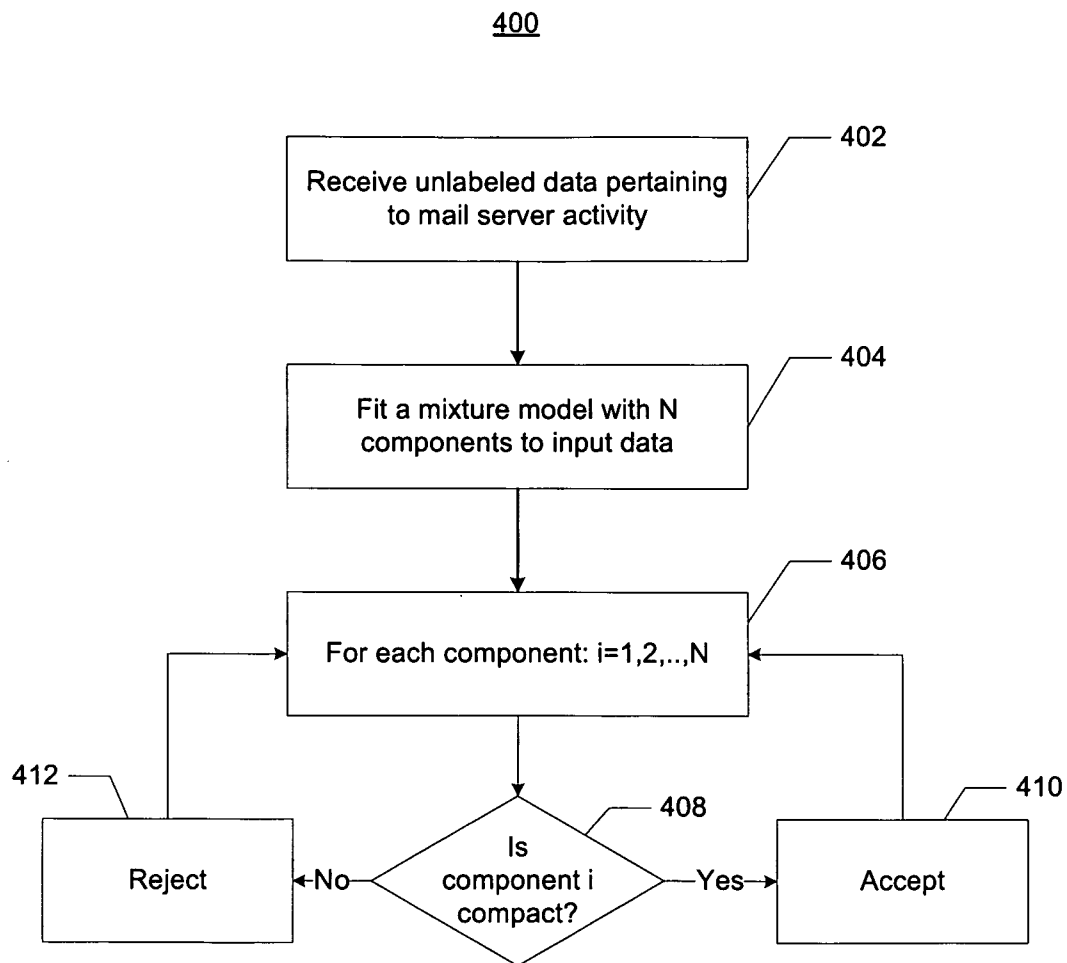 400
402
Receive unlabeled data pertaining
to mail server activity
404
Fit a mixture model with N
components to input data
406
For each component: i=1,2,..,N
412
410
408
Reject
No
Is
component i
compact?
Yes
Accept